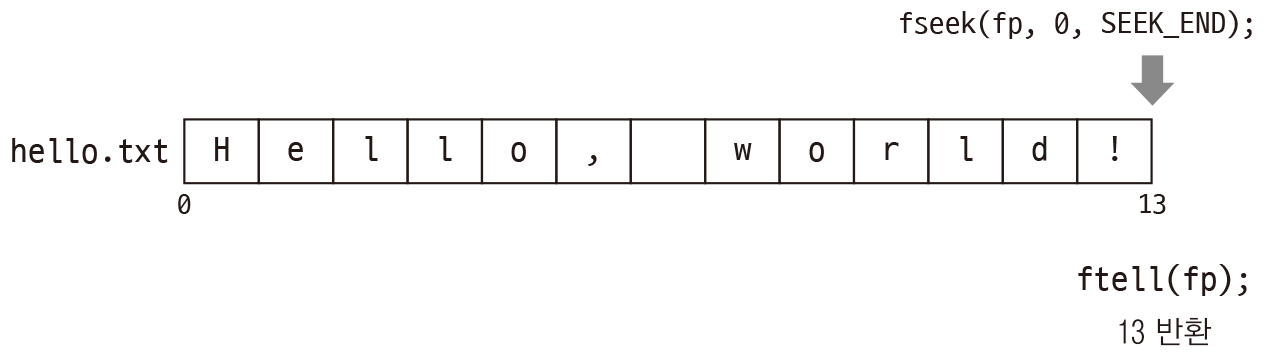 fseek(fp, 0, SEEK_END);
hello.txt H e l l o , w o r l d !
0 13
ftell(fp);
13 반환